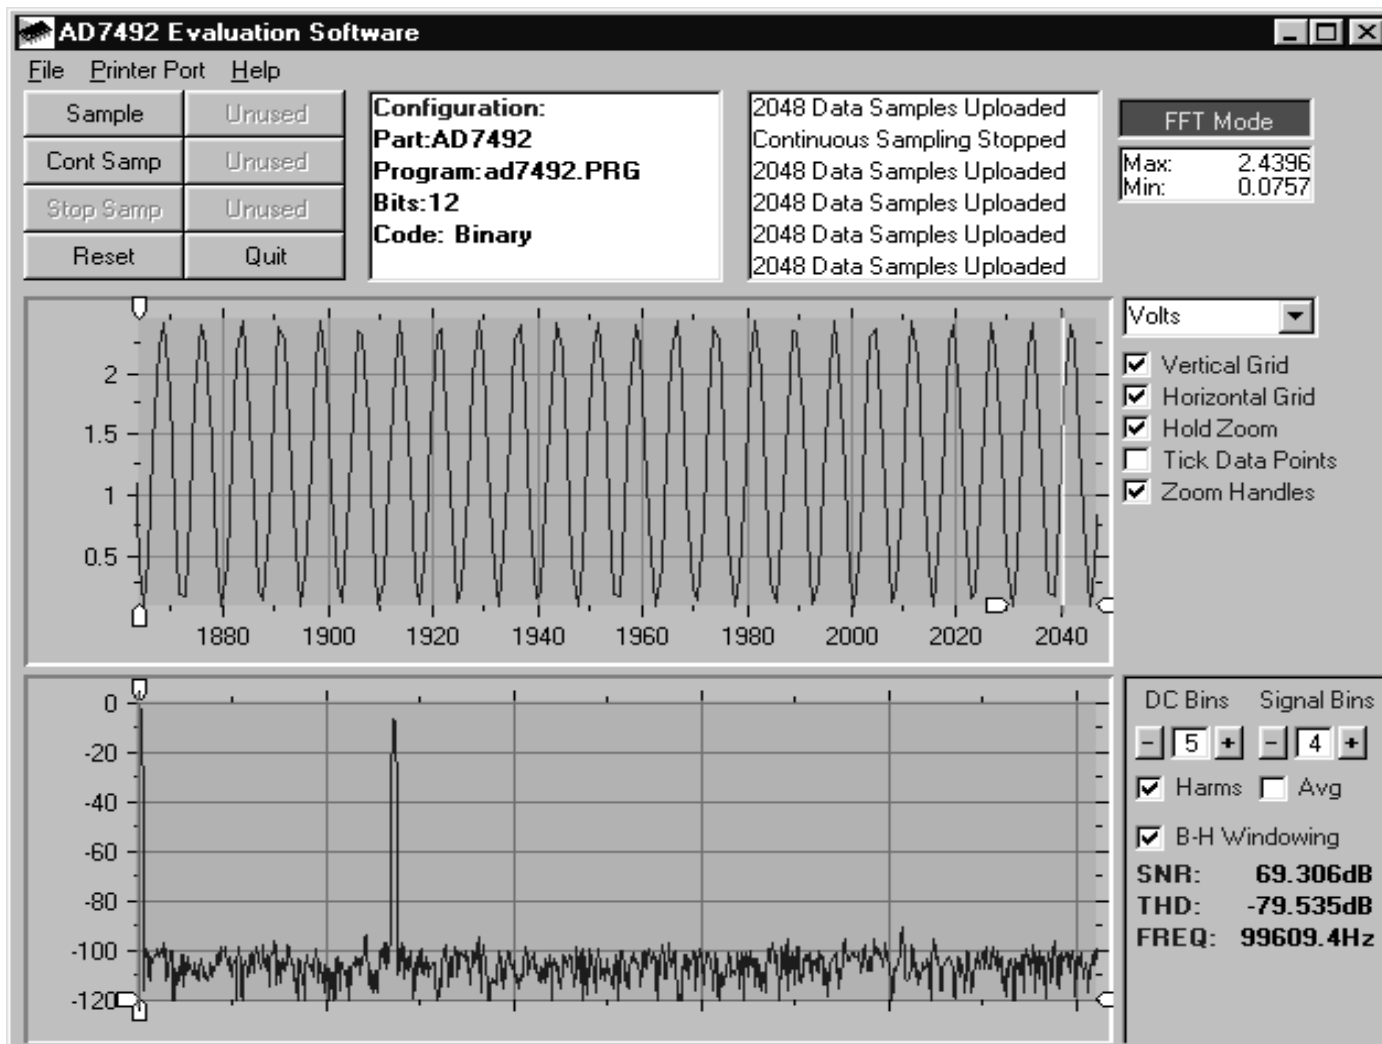 AD7492 Evaluation Software
File Printer Port Help
Sample Unused
Cont Samp Unused
Stop Samp Unused
Reset Quit
Configuration:
Part:AD7492
Program:ad7492.PRG
Bits:12
Code: Binary
2048 Data Samples Uploaded
Continuous Sampling Stopped
2048 Data Samples Uploaded
2048 Data Samples Uploaded
2048 Data Samples Uploaded
2048 Data Samples Uploaded
FFT Mode
Max: 2.4396
Min: 0.0757
2
1.5
1
0.5
1880 1900 1920 1940 1960 1980 2000 2020 2040
Volts
Vertical Grid
Horizontal Grid
Hold Zoom
Tick Data Points
Zoom Handles
0
-20
-40
-60
-80
-100
-120
DC Bins Signal Bins
- 5 + - 4 +
Harms Avg
B-H Windowing
SNR: 69.306dB
THD: -79.535dB
FREQ: 99609.4Hz